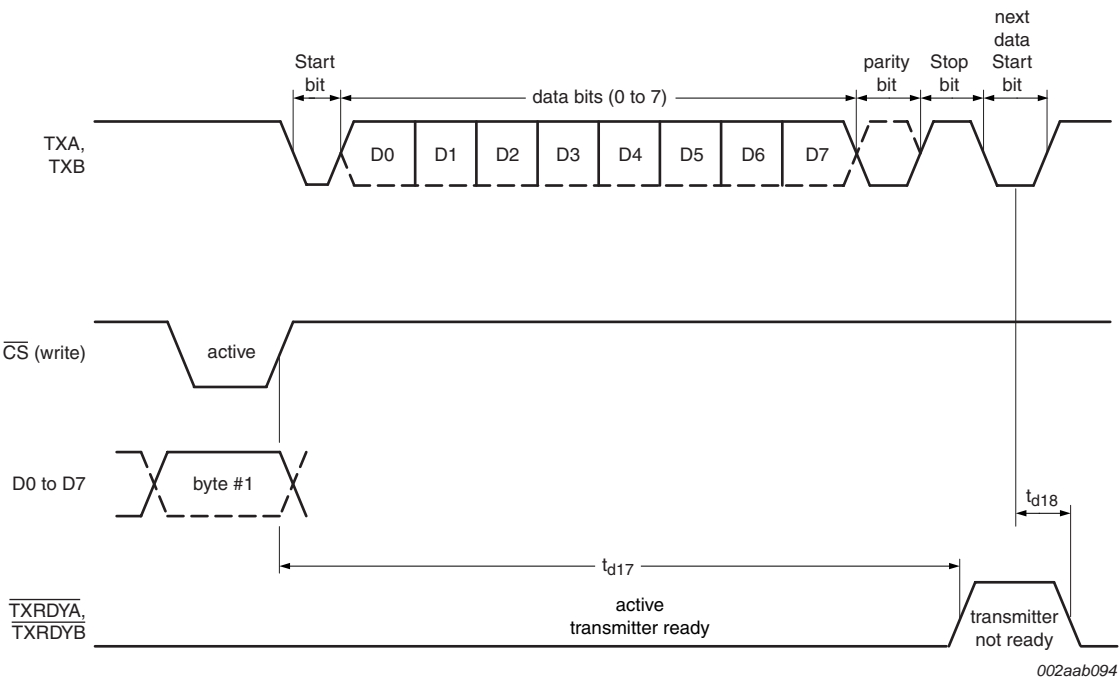 next
data
Start
bit
Start
bit
parity
bit
Stop
bit
data bits (0 to 7)
TXA,
TXB
D0 D1 D2 D3 D4 D5 D6 D7
CS (write)
active
D0 to D7
byte #1
td18
td17
TXRDYA,
TXRDYB
active
transmitter ready
transmitter
not ready
002aab094